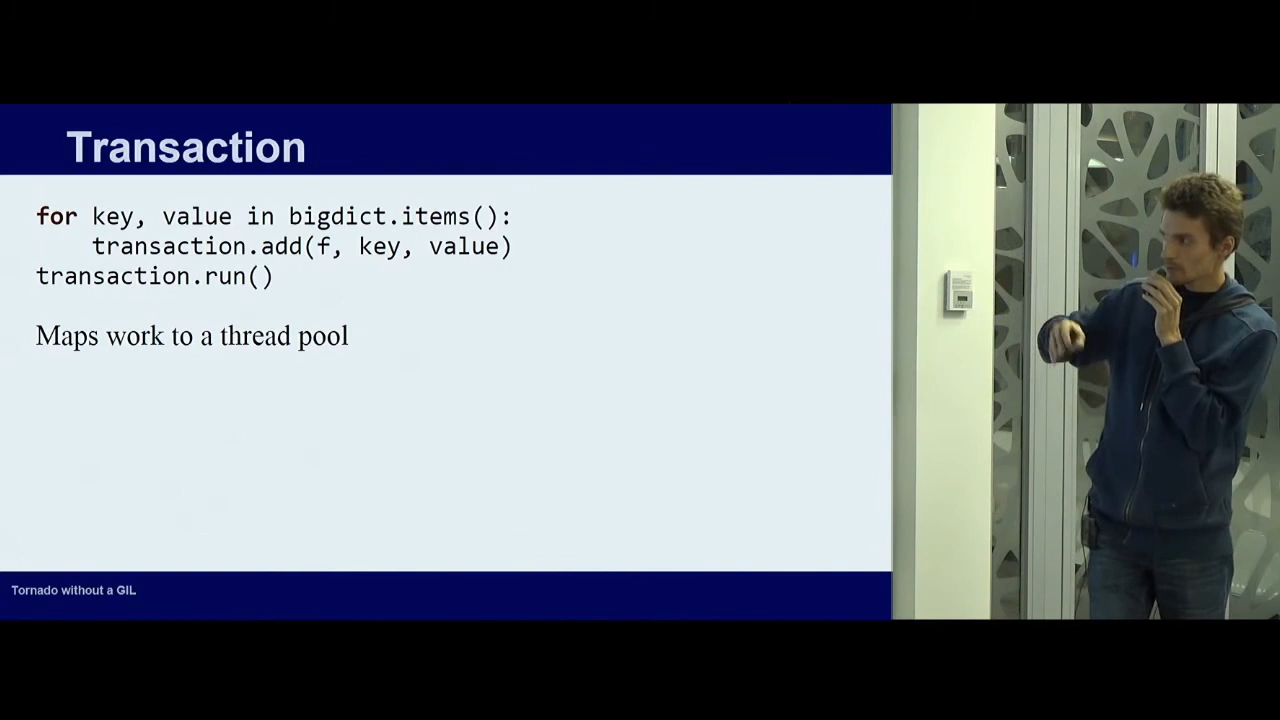 Transaction
for key, value in bigdict.items():
    transaction.add(f, key, value)
transaction.run()
Maps work to a thread pool
Tornado without a GIL